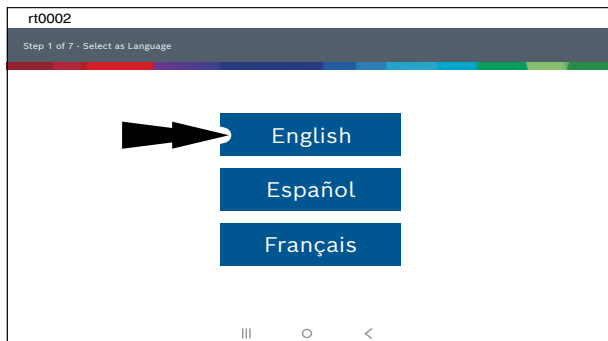 rt0002
Step 1 of 7 - Select as Language
English
Español
Français